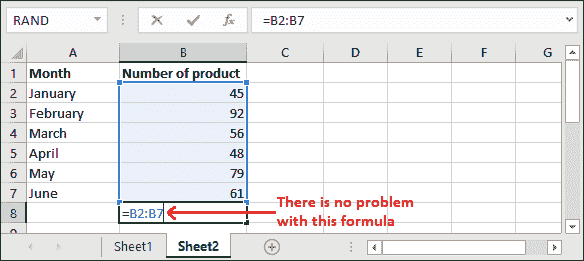 RAND =B2:B7
A B C D E F G
1 Month Number of product
2 January 45
3 February 92
4 March 56
5 April 48
6 May 79
7 June 61
8 =B2:B7 There is no problem
with this formula
9
Sheet1 Sheet2